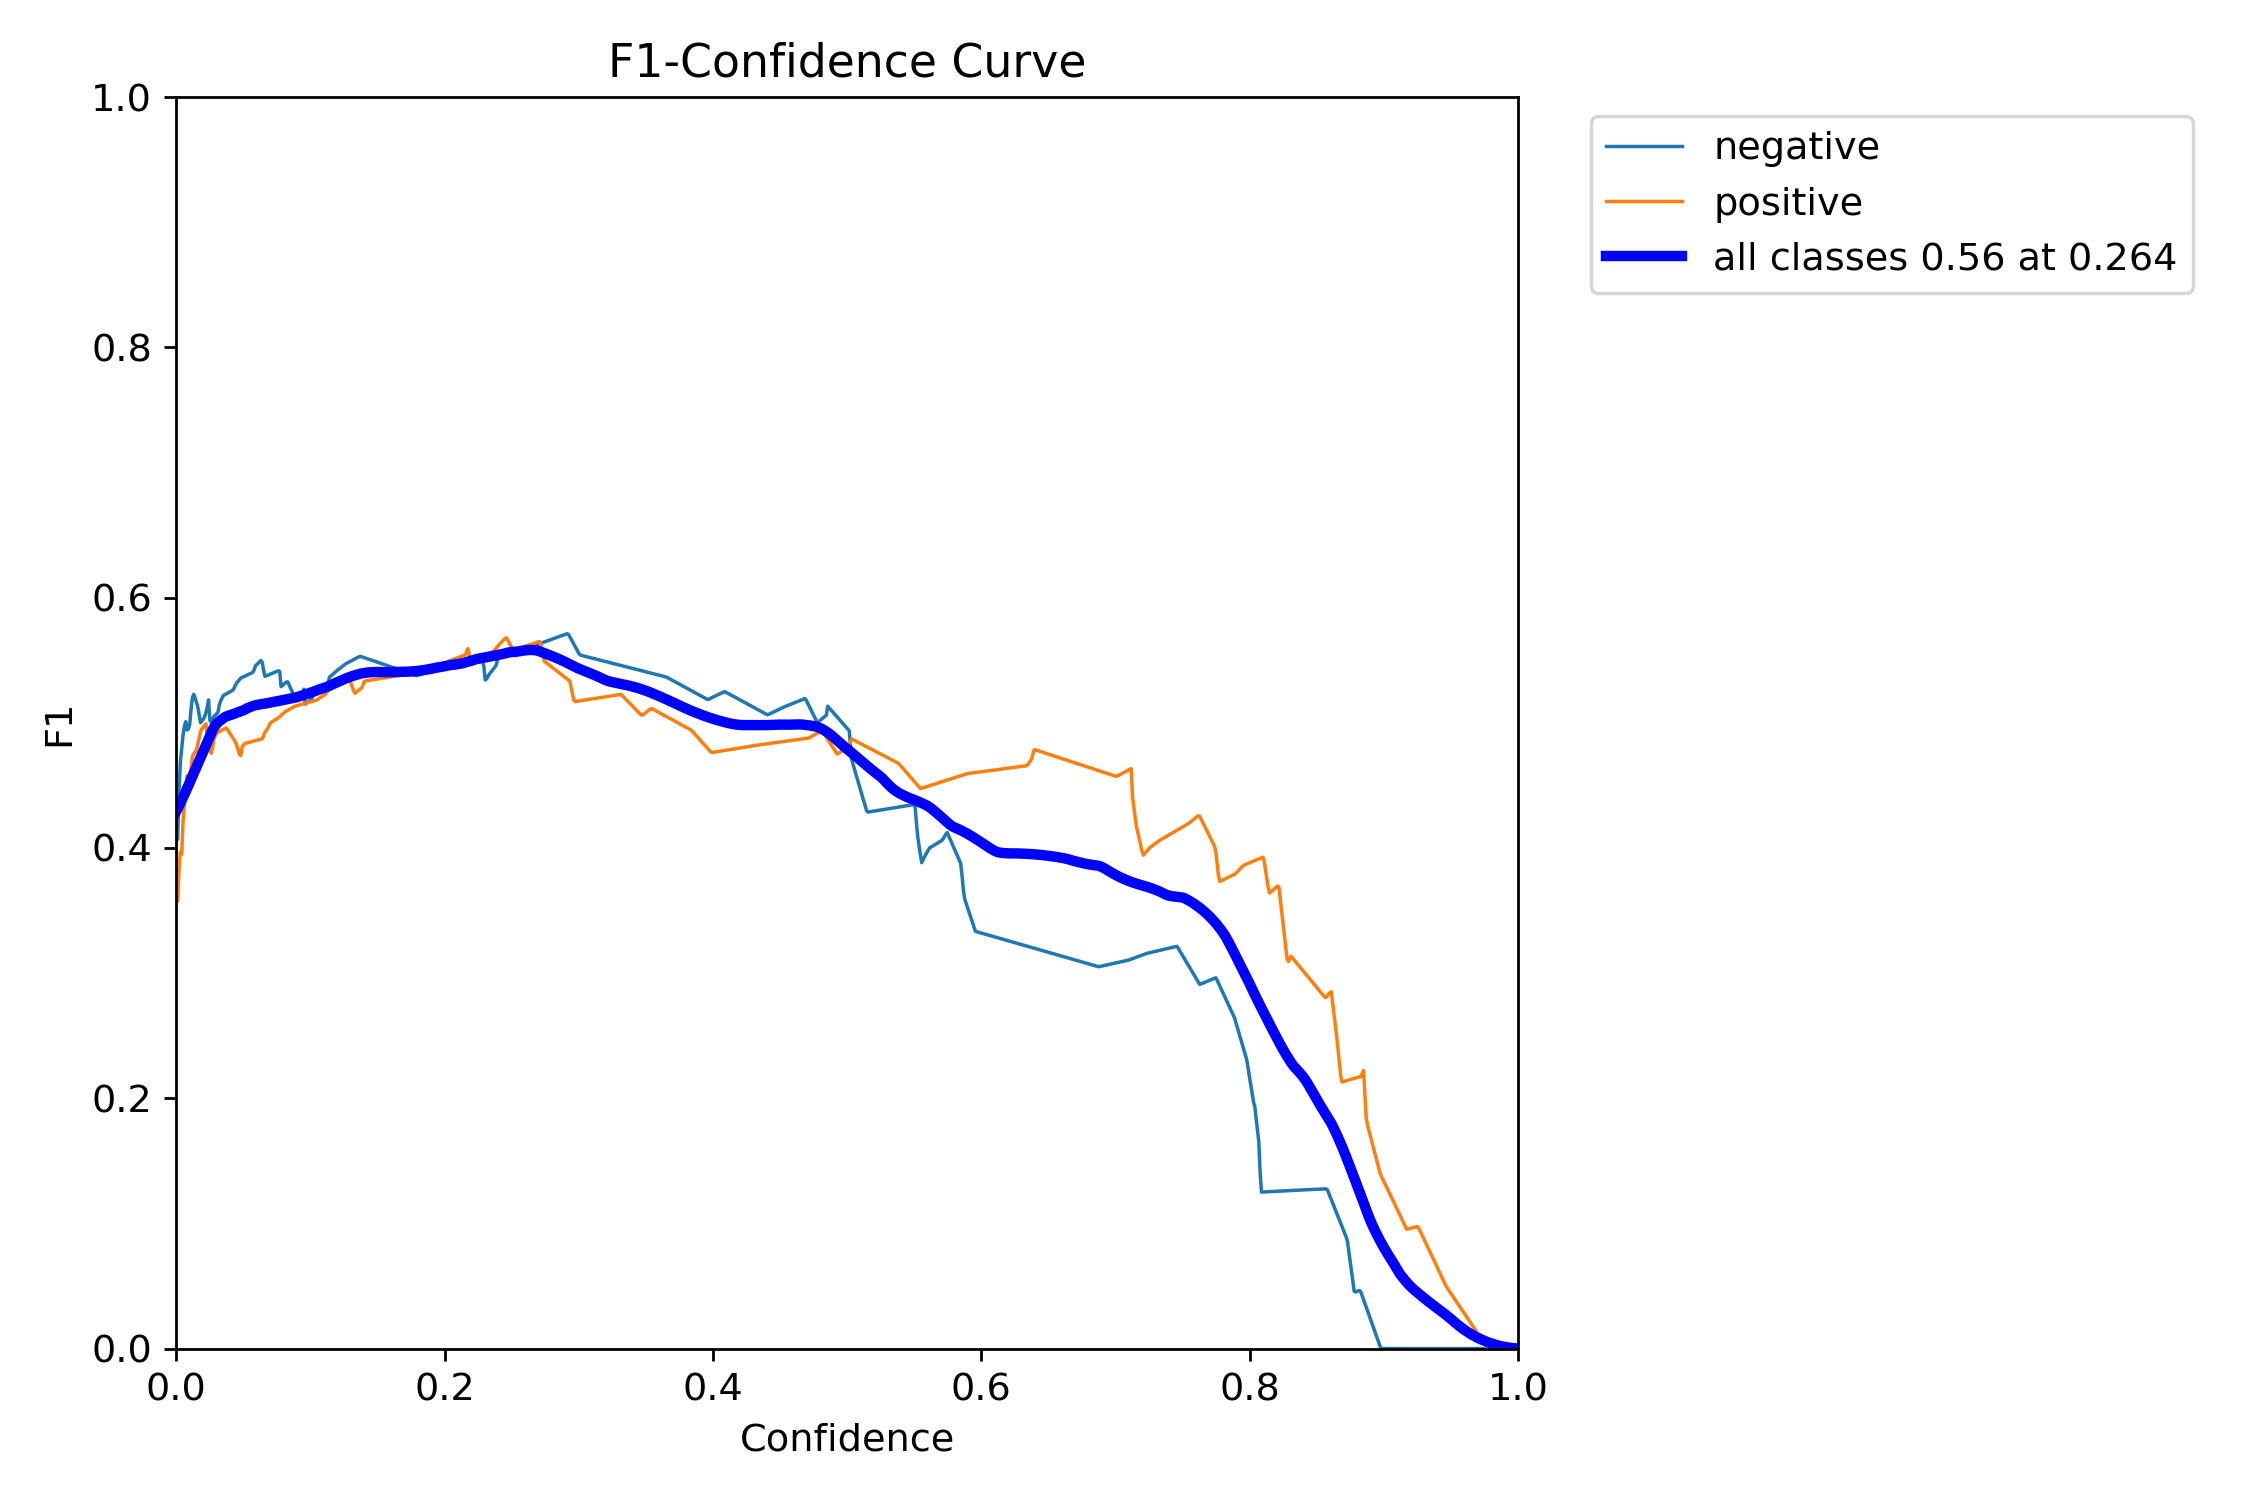 F1-Confidence Curve
1.0
0.8
0.6
0.4
0.2
0.0
F1
0.0 0.2 0.4 0.6 0.8 1.0
Confidence
negative
positive
all classes 0.56 at 0.264